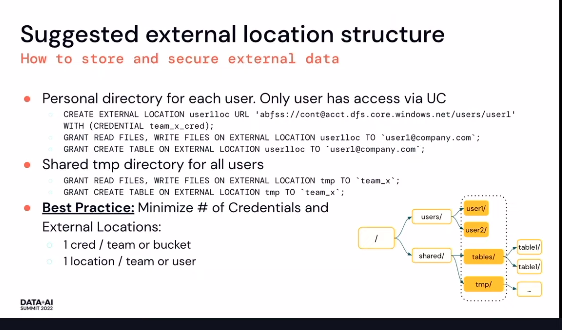 Suggested external location structure
How to store and secure external data
Personal directory for each user. Only user has access via UC
CREATE EXTERNAL LOCATION user1loc URL 'abfss://cont@acct.dfs.core.windows.net/users/user1'
WITH (CREDENTIAL team_x_cred);
GRANT READ FILES, WRITE FILES ON EXTERNAL LOCATION user1loc TO `user1@company.com`;
GRANT CREATE TABLE ON EXTERNAL LOCATION user1loc TO `user1@company.com`;
Shared tmp directory for all users
GRANT READ FILES, WRITE FILES ON EXTERNAL LOCATION tmp TO `team_x`;
GRANT CREATE TABLE ON EXTERNAL LOCATION tmp TO `team_x`;
Best Practice: Minimize # of Credentials and
External Locations:
1 cred / team or bucket
1 location / team or user
/
users/
shared/
user1/
user2/
tables/
tmp/
table1/
table1/
...
DATA+AI
SUMMIT 2022